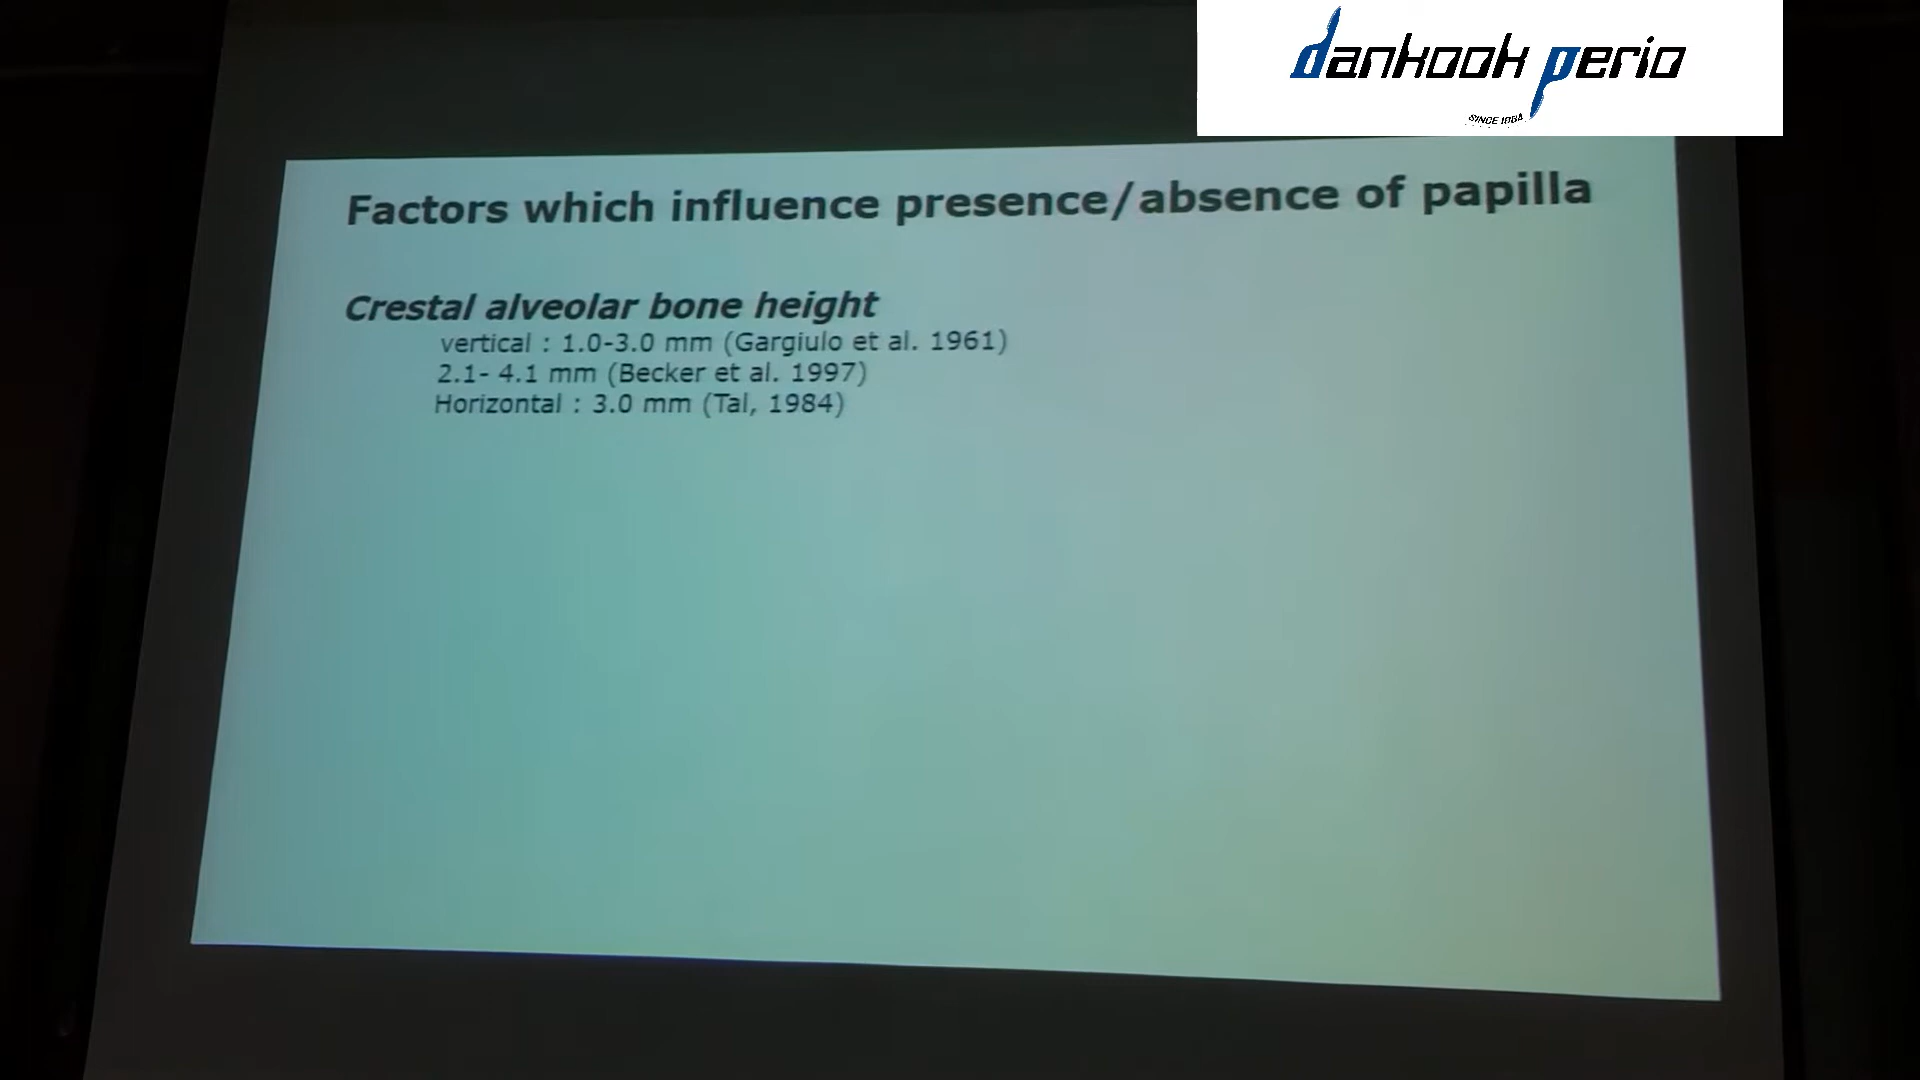 dankook perio
SINCE 1984
Factors which influence presence/absence of papilla
Crestal alveolar bone height
vertical : 1.0-3.0 mm (Gargiulo et al. 1961)
2.1- 4.1 mm (Becker et al. 1997)
Horizontal : 3.0 mm (Tal, 1984)